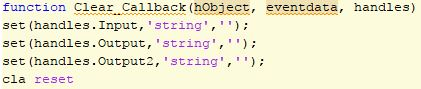 function Clear_Callback(hObject, eventdata, handles)
set(handles.Input,'string','');
set(handles.Output,'string','');
set(handles.Output2,'string','');
cla reset